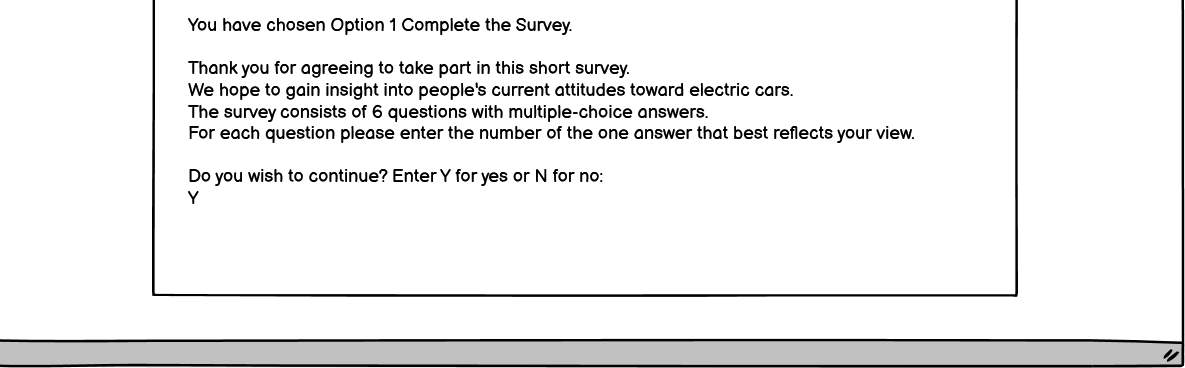 You have chosen Option 1 Complete the Survey.
Thank you for agreeing to take part in this short survey.
We hope to gain insight into people's current attitudes toward electric cars.
The survey consists of 6 questions with multiple-choice answers.
For each question please enter the number of the one answer that best reflects your view.
Do you wish to continue? Enter Y for yes or N for no:
Y